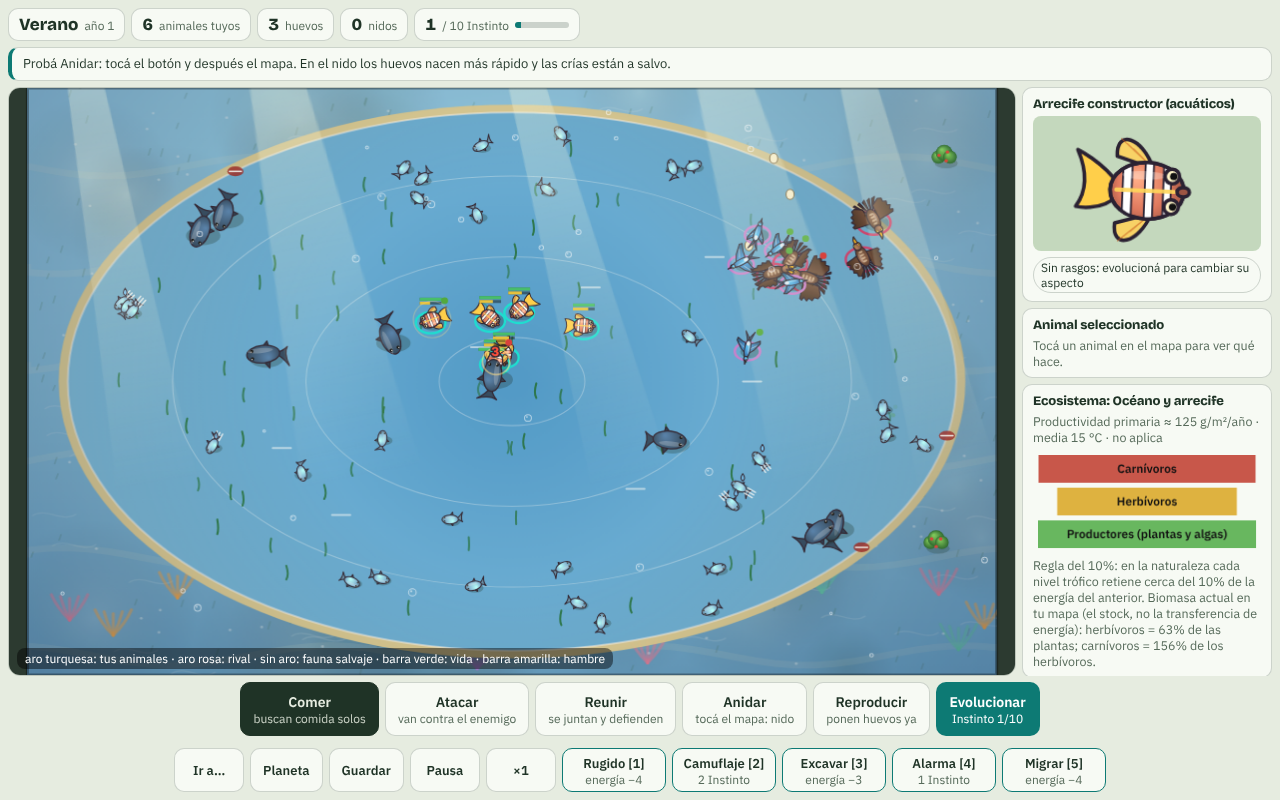 Verano año 1
6 animales tuyos
3 huevos
0 nidos
1 / 10 Instinto
Probá Anidar: tocá el botón y después el mapa. En el nido los huevos nacen más rápido y las crías están a salvo.
3
aro turquesa: tus animales · aro rosa: rival · sin aro: fauna salvaje · barra verde: vida · barra amarilla: hambre
Arrecife constructor (acuáticos)
Sin rasgos: evolucioná para cambiar su
aspecto
Animal seleccionado
Tocá un animal en el mapa para ver qué
hace.
Ecosistema: Océano y arrecife
Productividad primaria ≈ 125 g/m²/año ·
media 15 °C · no aplica
Carnívoros
Herbívoros
Productores (plantas y algas)
Regla del 10%: en la naturaleza cada
nivel trófico retiene cerca del 10% de la
energía del anterior. Biomasa actual en
tu mapa (el stock, no la transferencia de
energía): herbívoros = 63% de las
plantas; carnívoros = 156% de los
herbívoros.
Comer
buscan comida solos
Atacar
van contra el enemigo
Reunir
se juntan y defienden
Anidar
tocá el mapa: nido
Reproducir
ponen huevos ya
Evolucionar
Instinto 1/10
Ir a...
Planeta
Guardar
Pausa
×1
Rugido [1]
energía −4
Camuflaje [2]
2 Instinto
Excavar [3]
energía −3
Alarma [4]
1 Instinto
Migrar [5]
energía −4